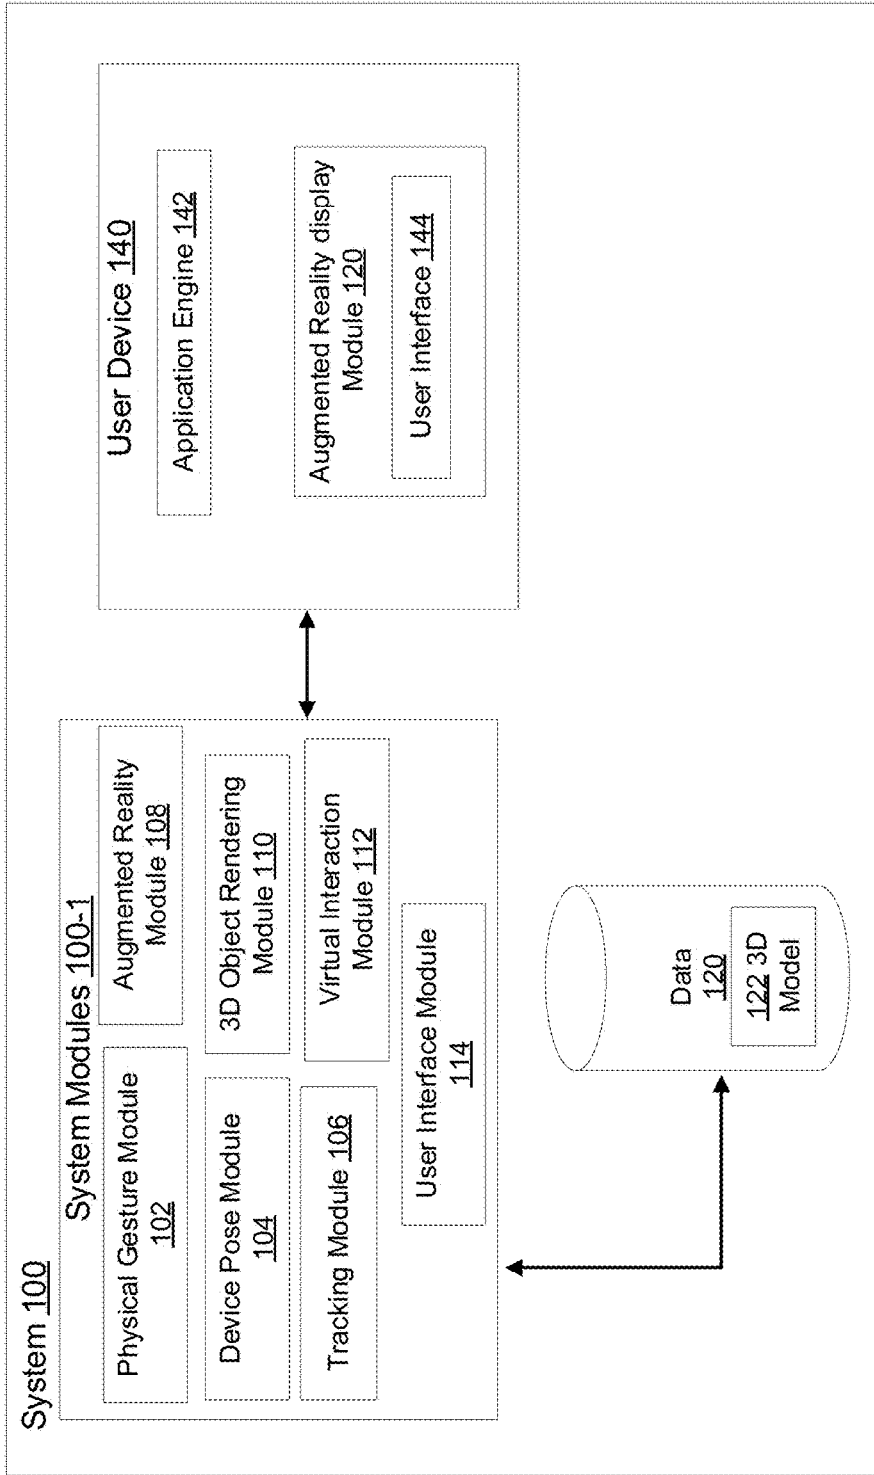 System 100
System Modules 100-1
Physical Gesture Module
102
Augmented Reality
Module 108
Device Pose Module
104
3D Object Rendering
Module 110
Tracking Module 106
Virtual Interaction
Module 112
User Interface Module
114
User Device 140
Application Engine 142
Augmented Reality display
Module 120
User Interface 144
Data
120
122 3D
Model